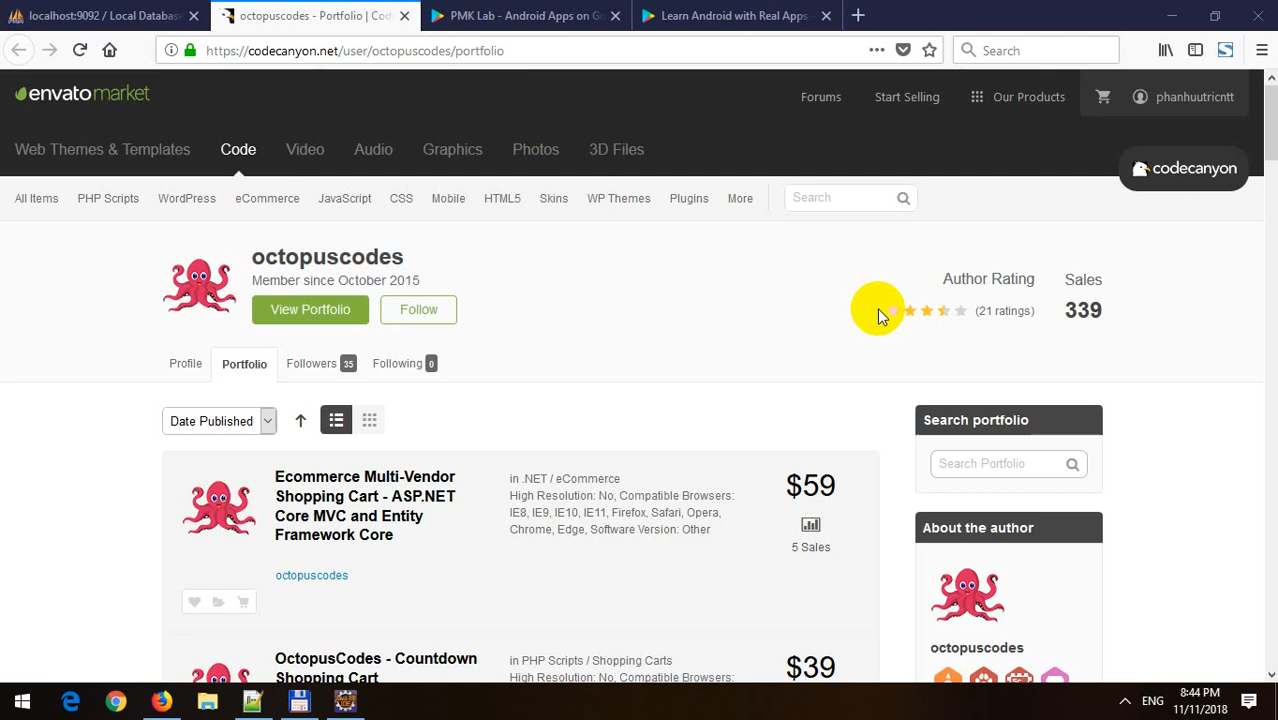 localhost:9092 / Local Databas
octopuscodes - Portfolio | Cod
PMK Lab - Android Apps on Go
Learn Android with Real Apps -
https://codecanyon.net/user/octopuscodes/portfolio
Search
envatomarket
Forums
Start Selling
Our Products
phanhuutricntt
Web Themes & Templates
Code
Video
Audio
Graphics
Photos
3D Files
codecanyon
All Items
PHP Scripts
WordPress
eCommerce
JavaScript
CSS
Mobile
HTML5
Skins
WP Themes
Plugins
More
Search
octopuscodes
Member since October 2015
View Portfolio
Follow
Author Rating
(21 ratings)
Sales
339
Profile
Portfolio
Followers 35
Following 0
Date Published
Search portfolio
Search Portfolio
Ecommerce Multi-Vendor
Shopping Cart - ASP.NET
Core MVC and Entity
Framework Core
octopuscodes
in .NET / eCommerce
High Resolution: No, Compatible Browsers:
IE8, IE9, IE10, IE11, Firefox, Safari, Opera,
Chrome, Edge, Software Version: Other
$59
5 Sales
About the author
octopuscodes
OctopusCodes - Countdown
Shopping Cart
in PHP Scripts / Shopping Carts
High Resolution: No, Compatible Browsers:
$39
ENG
8:44 PM
11/11/2018